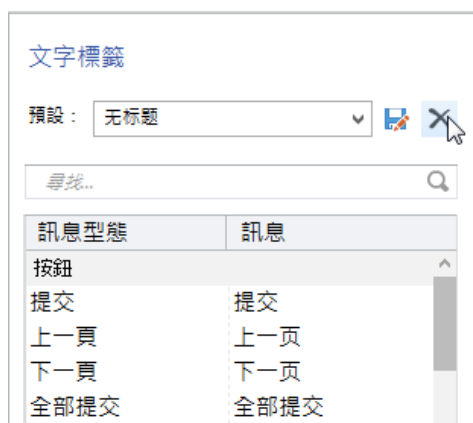 文字標籤
預設： 无标题
尋找...
訊息型態 訊息
按鈕
提交 提交
上一頁 上一页
下一頁 下一页
全部提交 全部提交